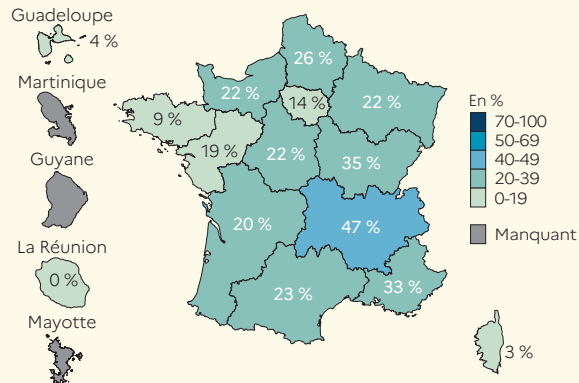 Guadeloupe
4 %
Martinique
Guyane
La Réunion
0 %
Mayotte
26 %
22 %
14 %
22 %
9 %
19 %
22 %
35 %
20 %
47 %
23 %
33 %
3 %
En %
70-100
50-69
40-49
20-39
0-19
Manquant